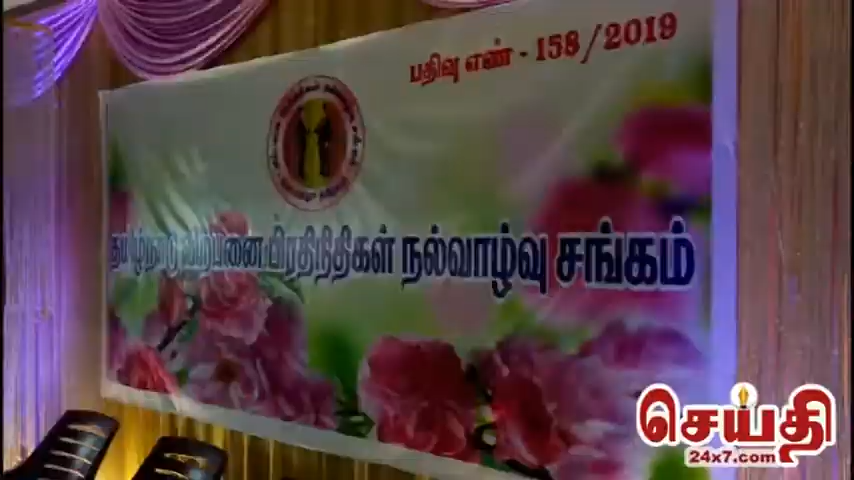 பதிவு எண் - 158/2019
தமிழ்நாடு விற்பனை பிரதிநிதிகள் நல்வாழ்வு சங்கம்
செய்தி
24x7.com